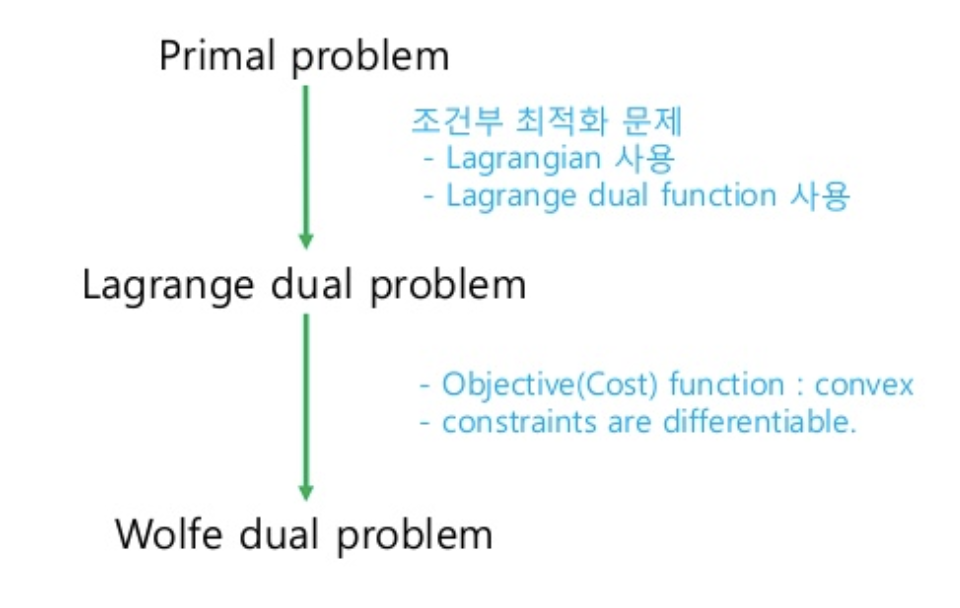 Primal problem
조건부 최적화 문제
- Lagrangian 사용
- Lagrange dual function 사용
Lagrange dual problem
- Objective(Cost) function : convex
- constraints are differentiable.
Wolfe dual problem